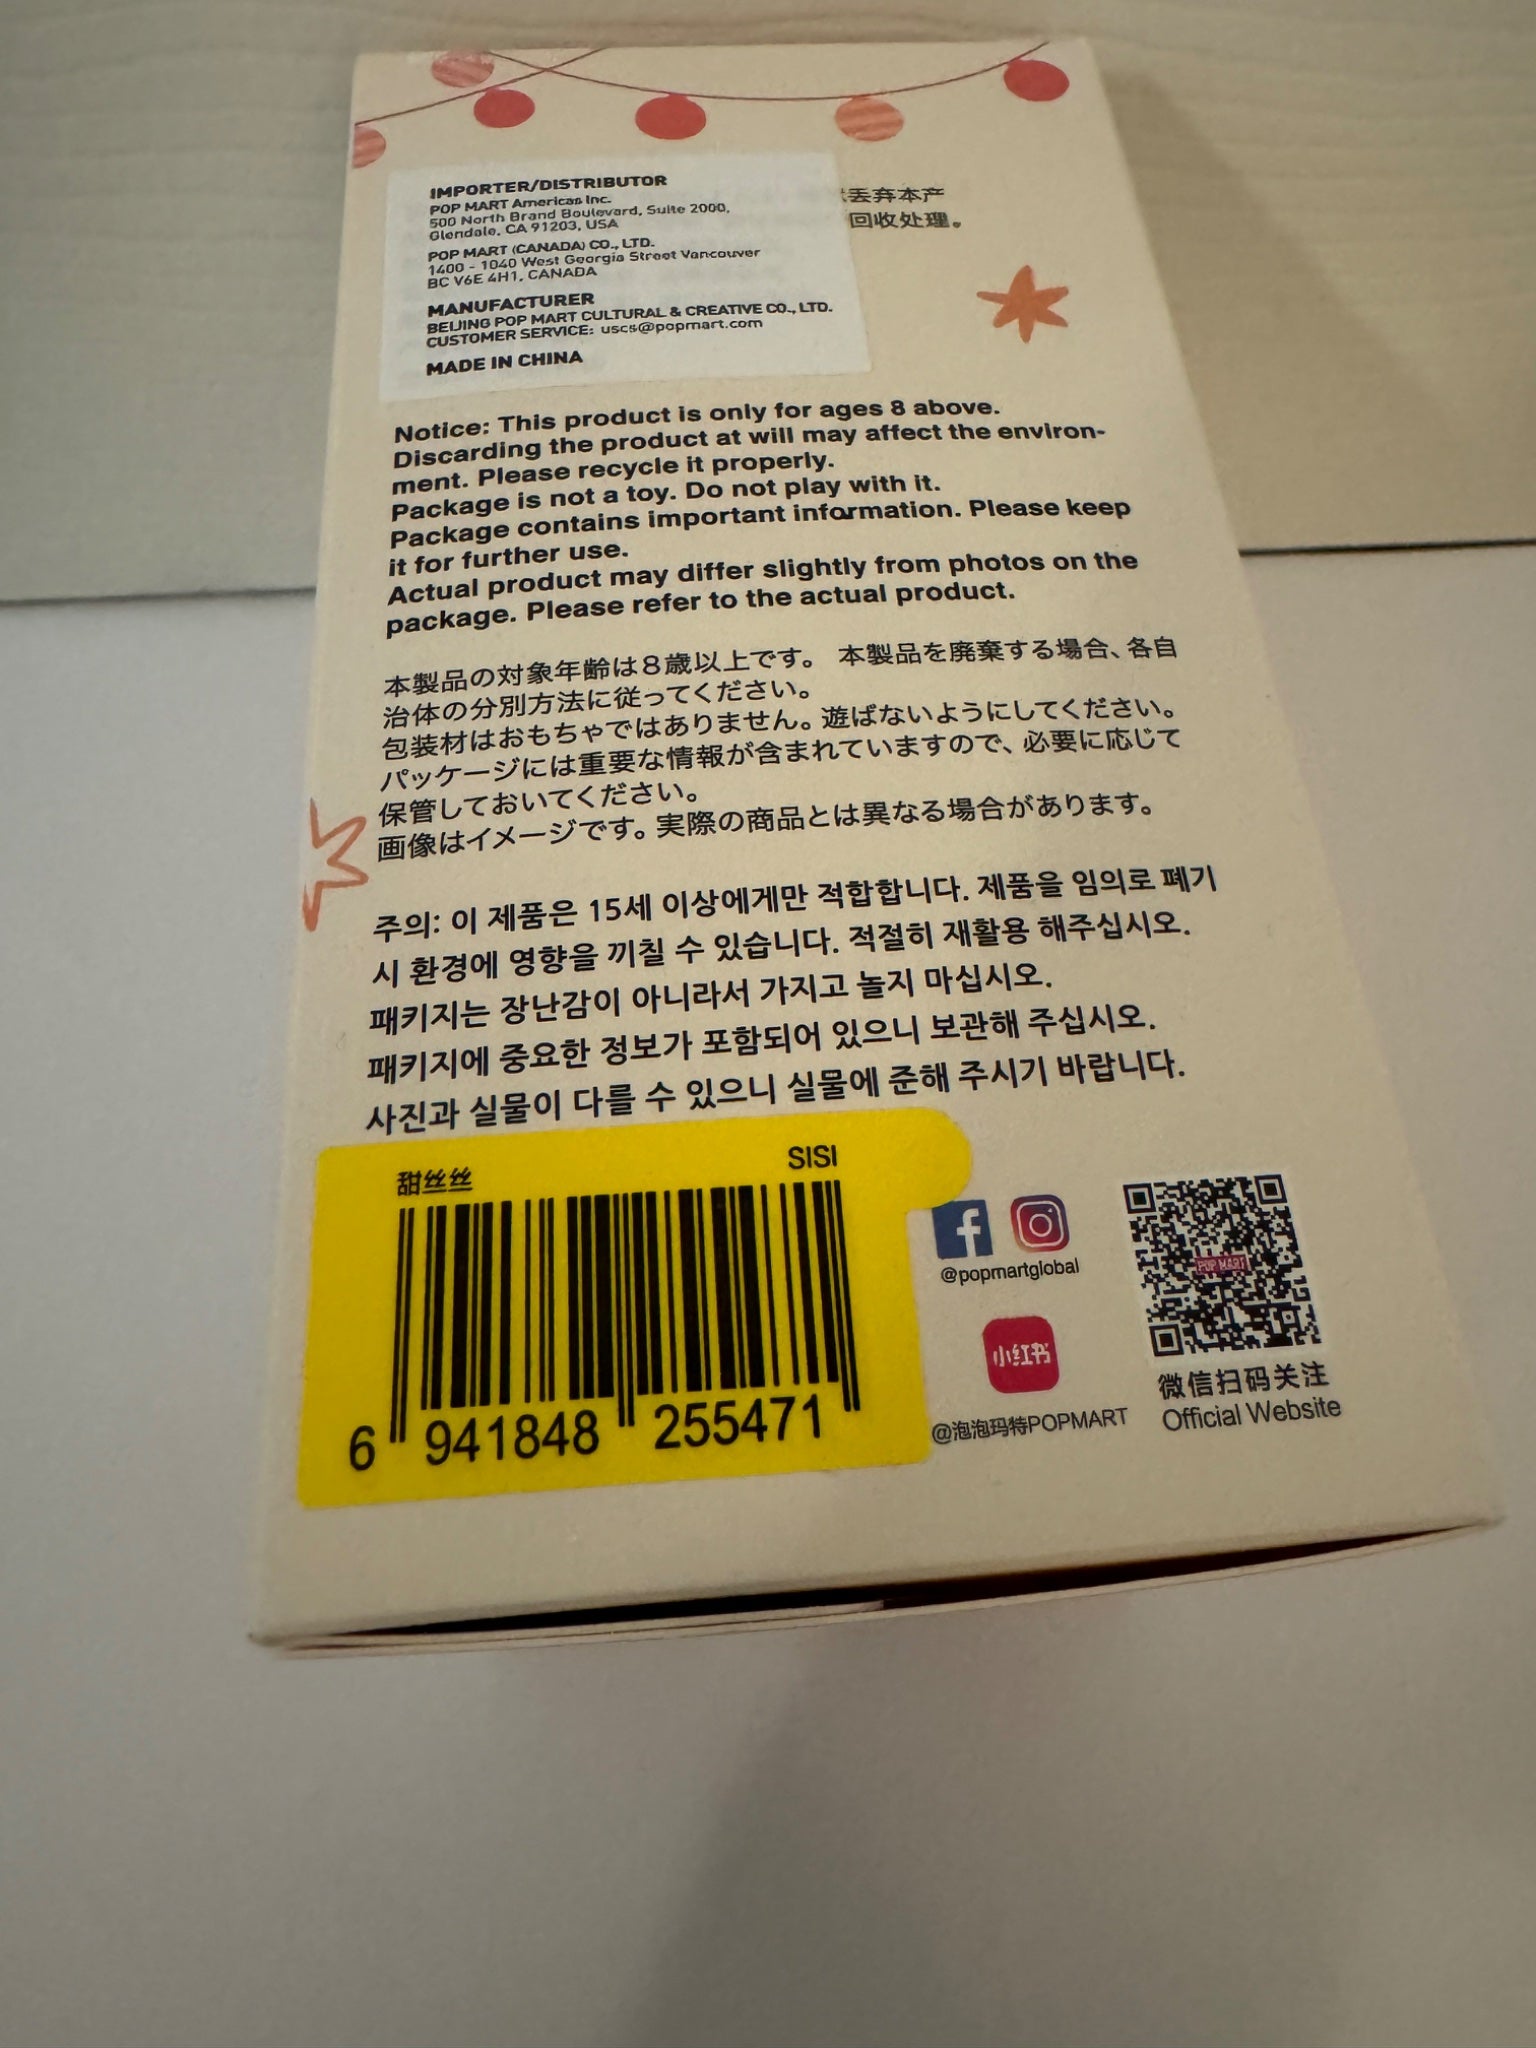 IMPORTER/DISTRIBUTOR
POP MART Americas Inc.
500 North Brand Boulevard, Suite 2000,
Glendale, CA 91203, USA
POP MART (CANADA) CO., LTD.
1400 - 1040 West Georgia Street Vancouver
BC V6E 4H1, CANADA
MANUFACTURER
BEIJING POP MART CULTURAL & CREATIVE CO., LTD.
CUSTOMER SERVICE: uscs@popmart.com
MADE IN CHINA
丢弃本产
回收处理。
Notice: This product is only for ages 8 above.
Discarding the product at will may affect the environ-
ment. Please recycle it properly.
Package is not a toy. Do not play with it.
Package contains important information. Please keep
it for further use.
Actual product may differ slightly from photos on the
package. Please refer to the actual product.
本製品の対象年齢は8歳以上です。 本製品を廃棄する場合、各自
治体の分別方法に従ってください。
包装材はおもちゃではありません。遊ばないようにしてください。
パッケージには重要な情報が含まれていますので、必要に応じて
保管しておいてください。
画像はイメージです。実際の商品とは異なる場合があります。
주의: 이 제품은 15세 이상에게만 적합합니다. 제품을 임의로 폐기
시 환경에 영향을 끼칠 수 있습니다. 적절히 재활용 해주십시오.
패키지는 장난감이 아니라서 가지고 놀지 마십시오.
패키지에 중요한 정보가 포함되어 있으니 보관해 주십시오.
사진과 실물이 다를 수 있으니 실물에 준해 주시기 바랍니다.
甜丝丝 SISI
6 941848 255471
@popmartglobal
小红书
@泡泡玛特POPMART
POP MART
微信扫码关注
Official Website